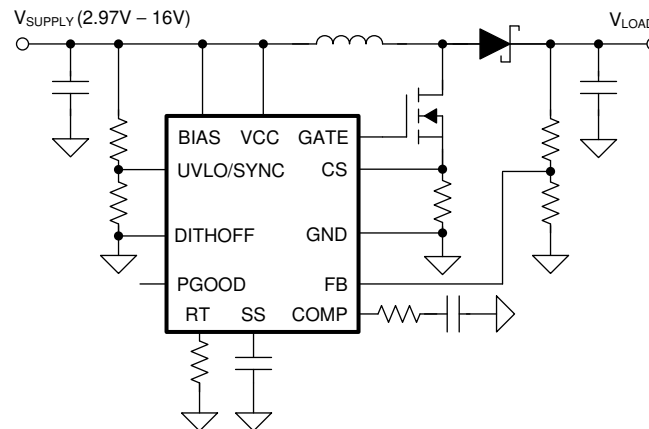 VSUPPLY (2.97V – 16V)
VLOAD
BIAS VCC GATE
UVLO/SYNC CS
DITHOFF GND
PGOOD FB
RT SS COMP